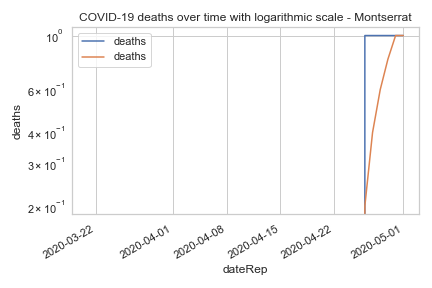 COVID-19 deaths over time with logarithmic scale - Montserrat
10⁰
deaths
deaths
6 × 10⁻¹
4 × 10⁻¹
3 × 10⁻¹
2 × 10⁻¹
deaths
2020-03-22
2020-04-01
2020-04-08
2020-04-15
2020-04-22
2020-05-01
dateRep